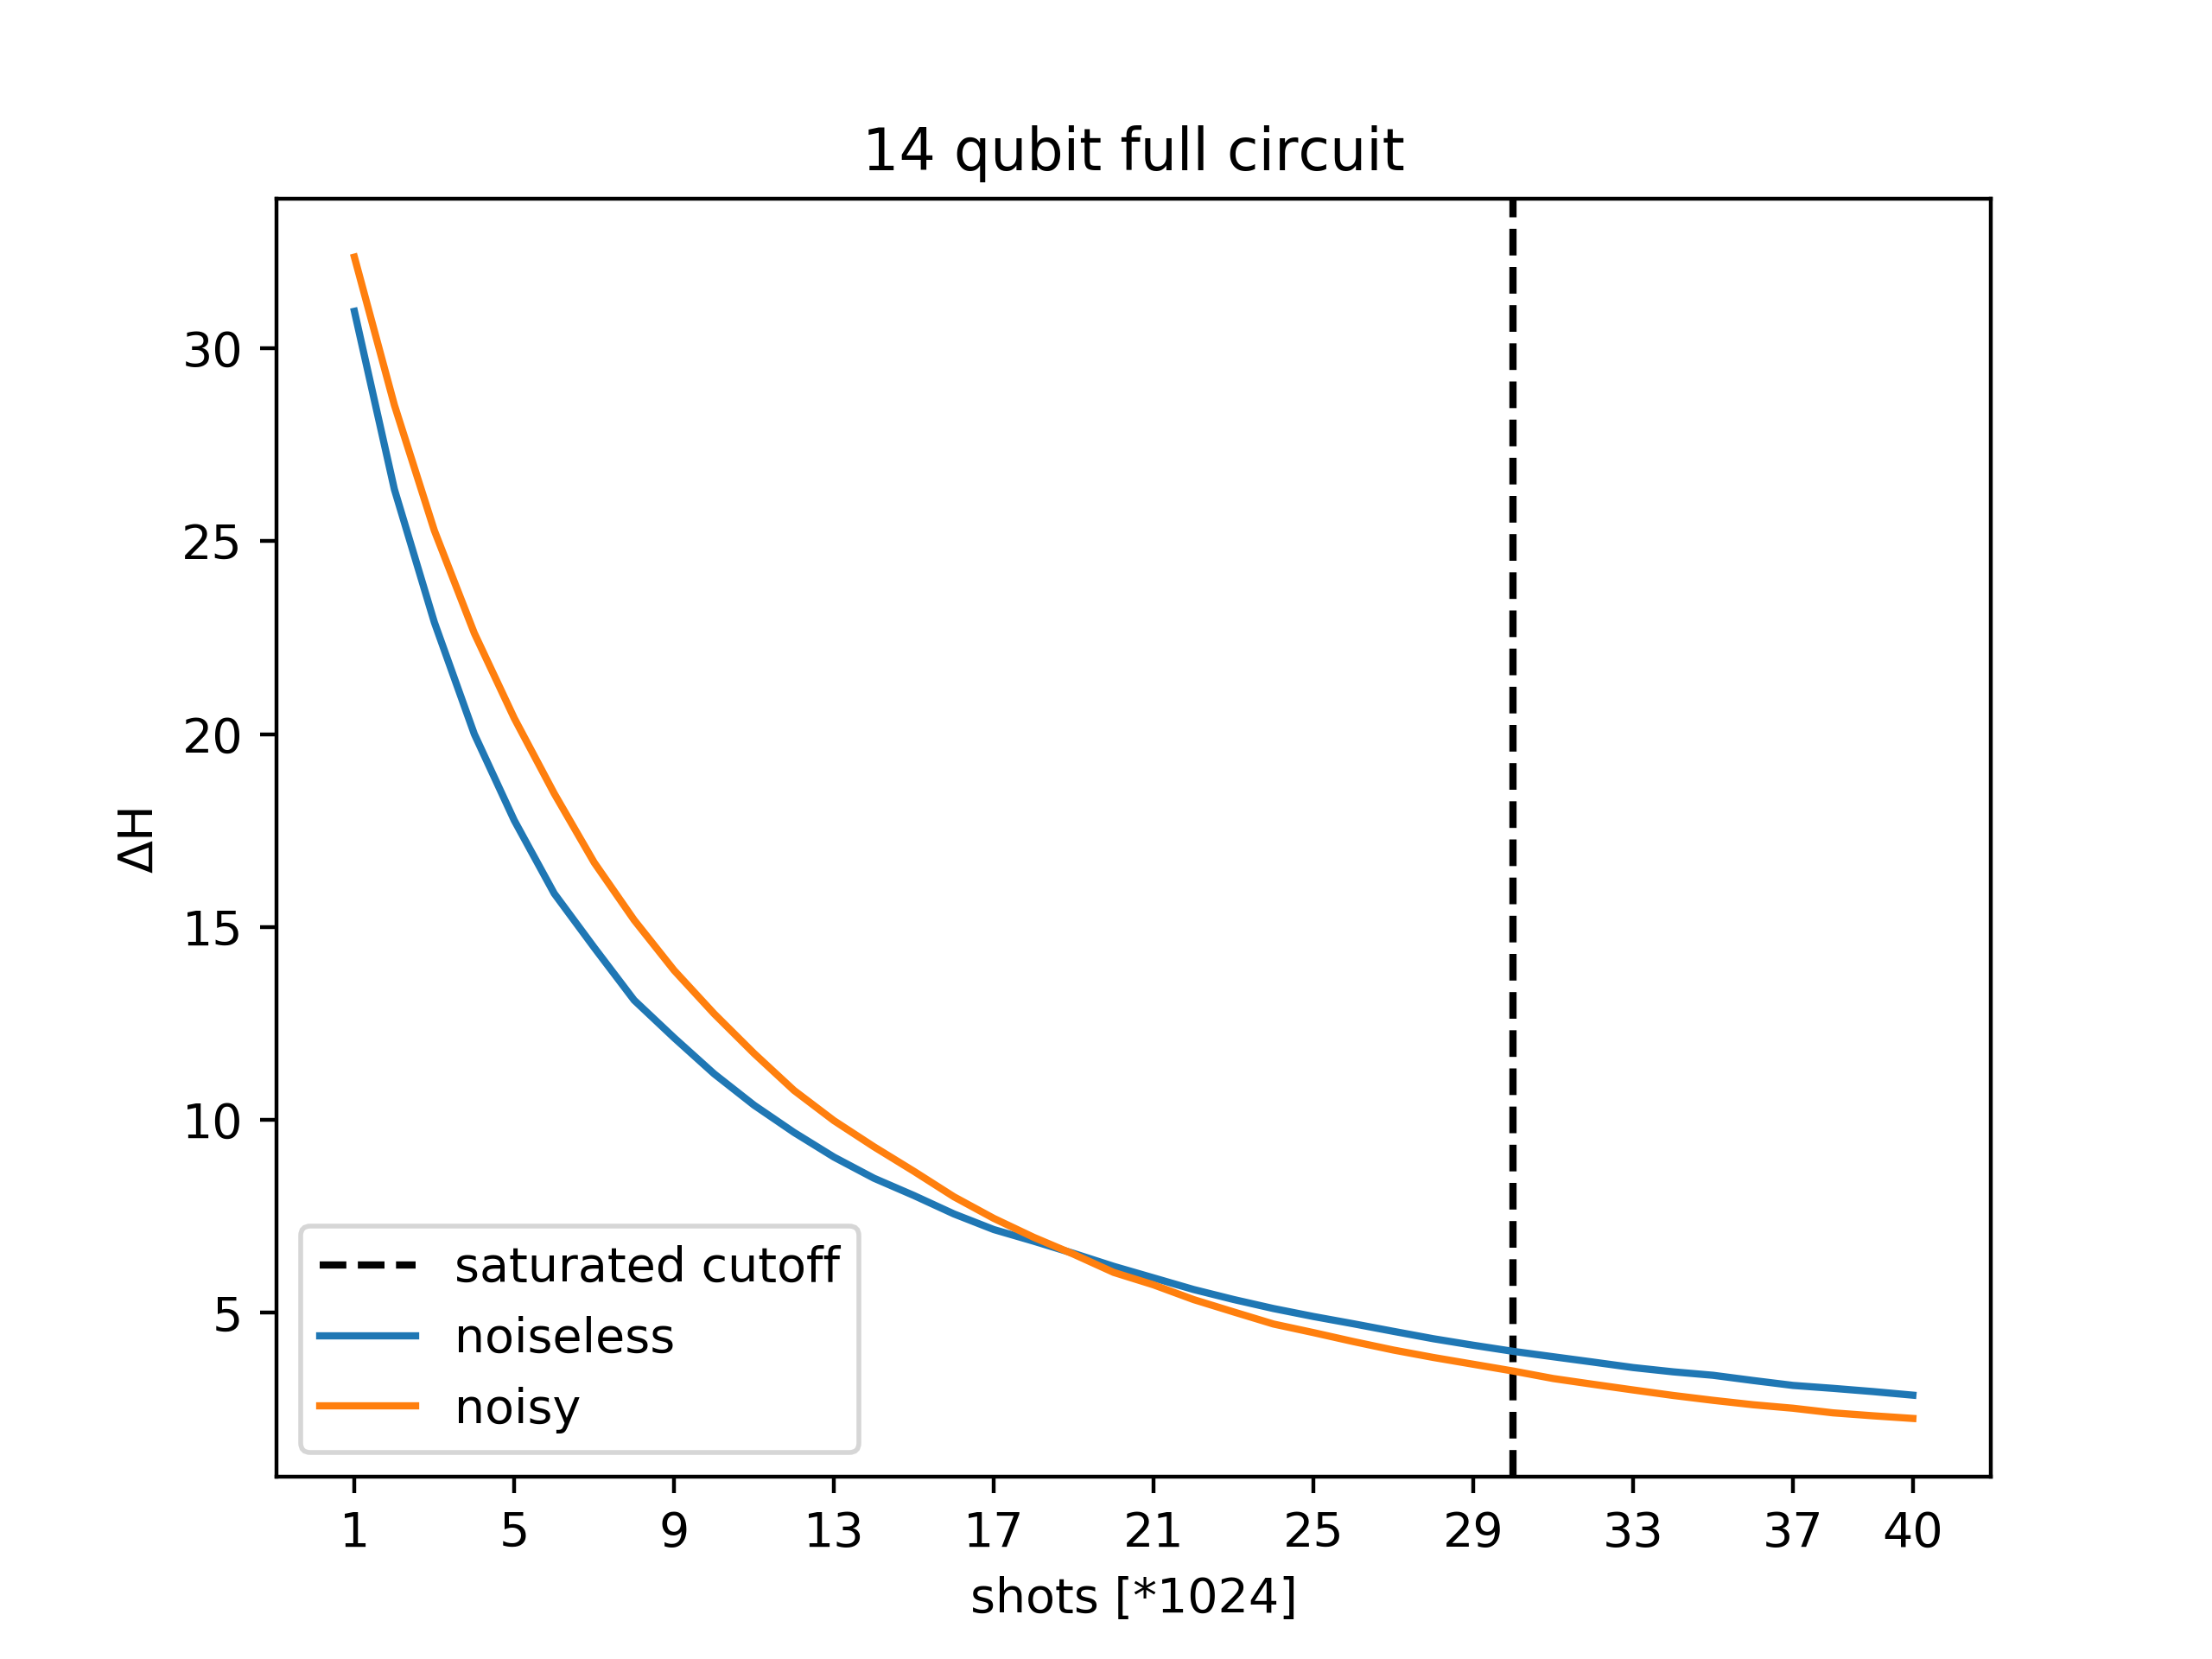 14 qubit full circuit
ΔH
30
25
20
15
10
5
saturated cutoff
noiseless
noisy
1 5 9 13 17 21 25 29 33 37 40
shots [*1024]